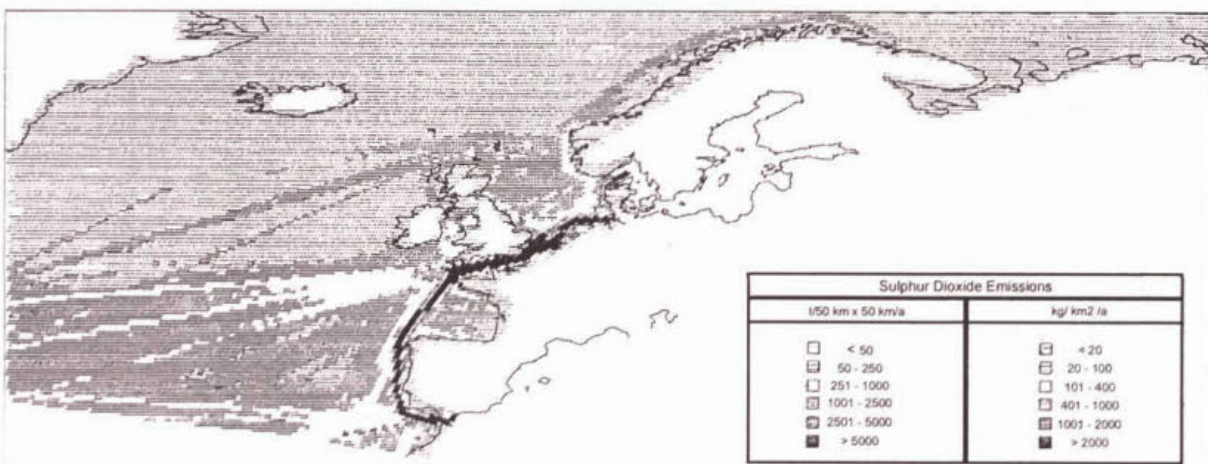 Sulphur Dioxide Emissions
t/50 km x 50 km/a kg/ km2 /a
< 50 < 20
50 - 250 20 - 100
251 - 1000 101 - 400
1001 - 2500 401 - 1000
2501 - 5000 1001 - 2000
> 5000 > 2000